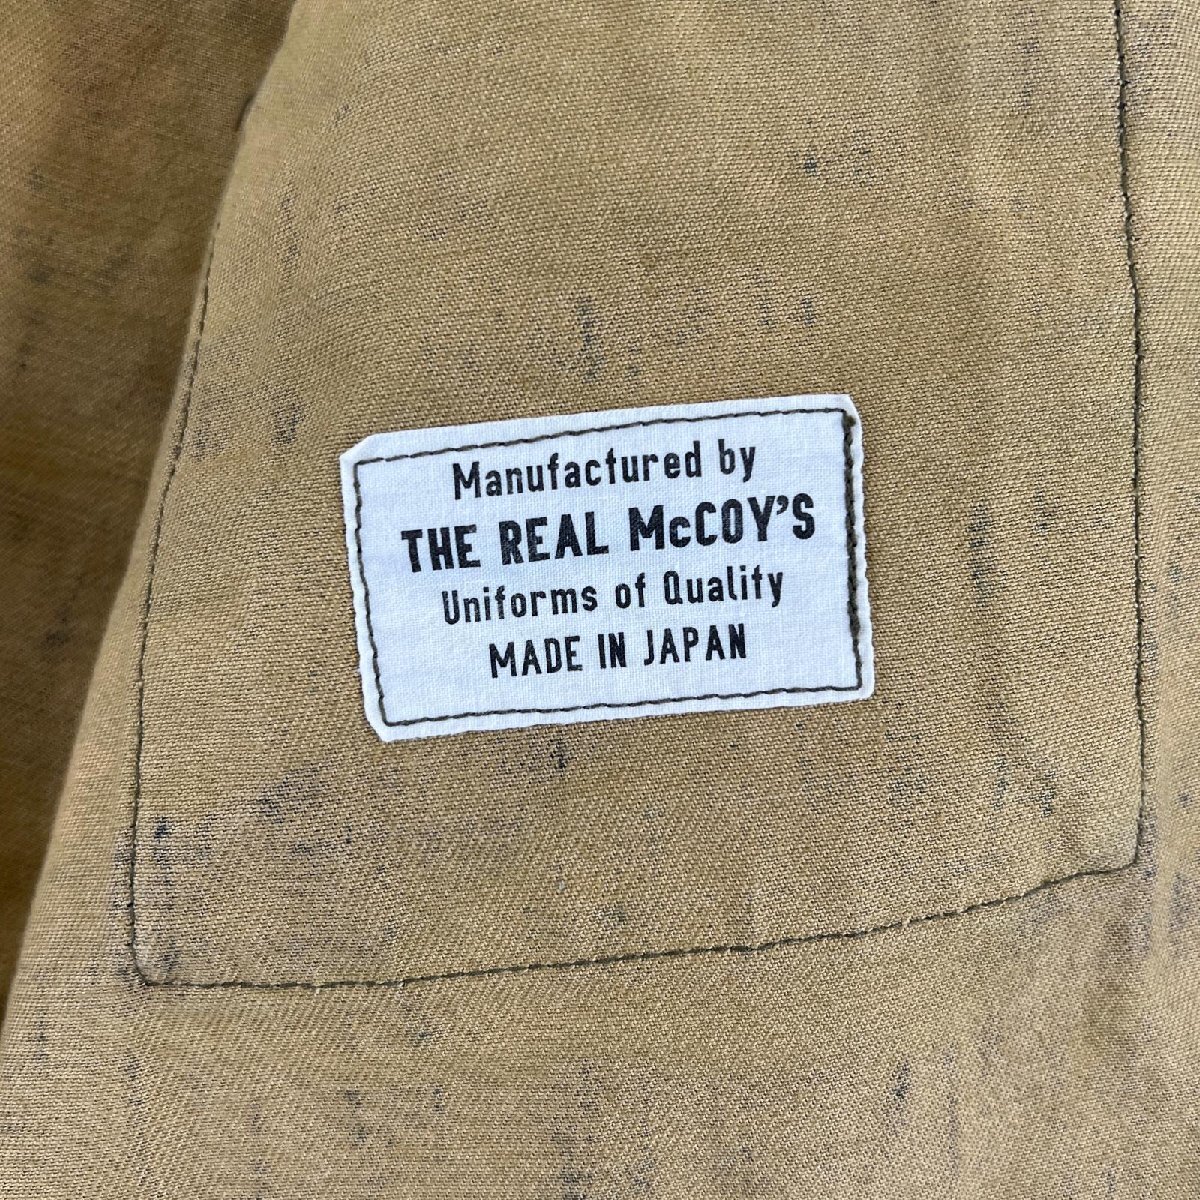 Manufactured by
THE REAL McCOY'S
Uniforms of Quality
MADE IN JAPAN